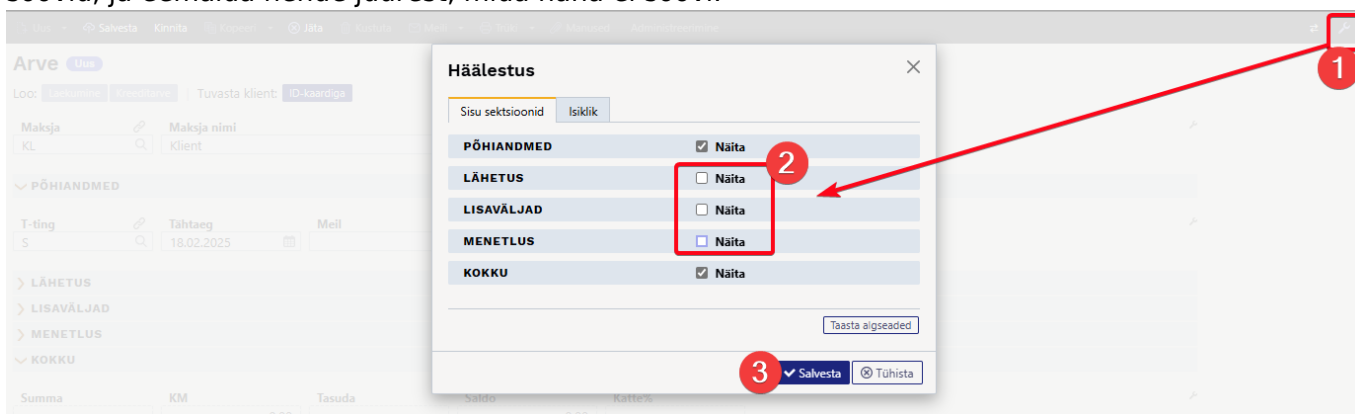 Uus Salvesta Kinnita Kopeeri Jäta Kustuta Meili Trüki Manused Administreerimine
1
Arve Uus
Loo: Laekumine Kreeditarve Tuvasta klient: ID-kaardiga
Maksja Maksja nimi
KL Klient
PÕHIANDMED
T-ting Tähtaeg Meil
S 18.02.2025
LÄHETUS
LISAVÄLJAD
MENETLUS
KOKKU
Summa KM Tasuda Saldo Katte%
Häälestus
Sisu sektsioonid Isiklik
PÕHIANDMED Näita
2
LÄHETUS Näita
LISAVÄLJAD Näita
MENETLUS Näita
KOKKU Näita
Taasta algseaded
3 Salvesta Tühista